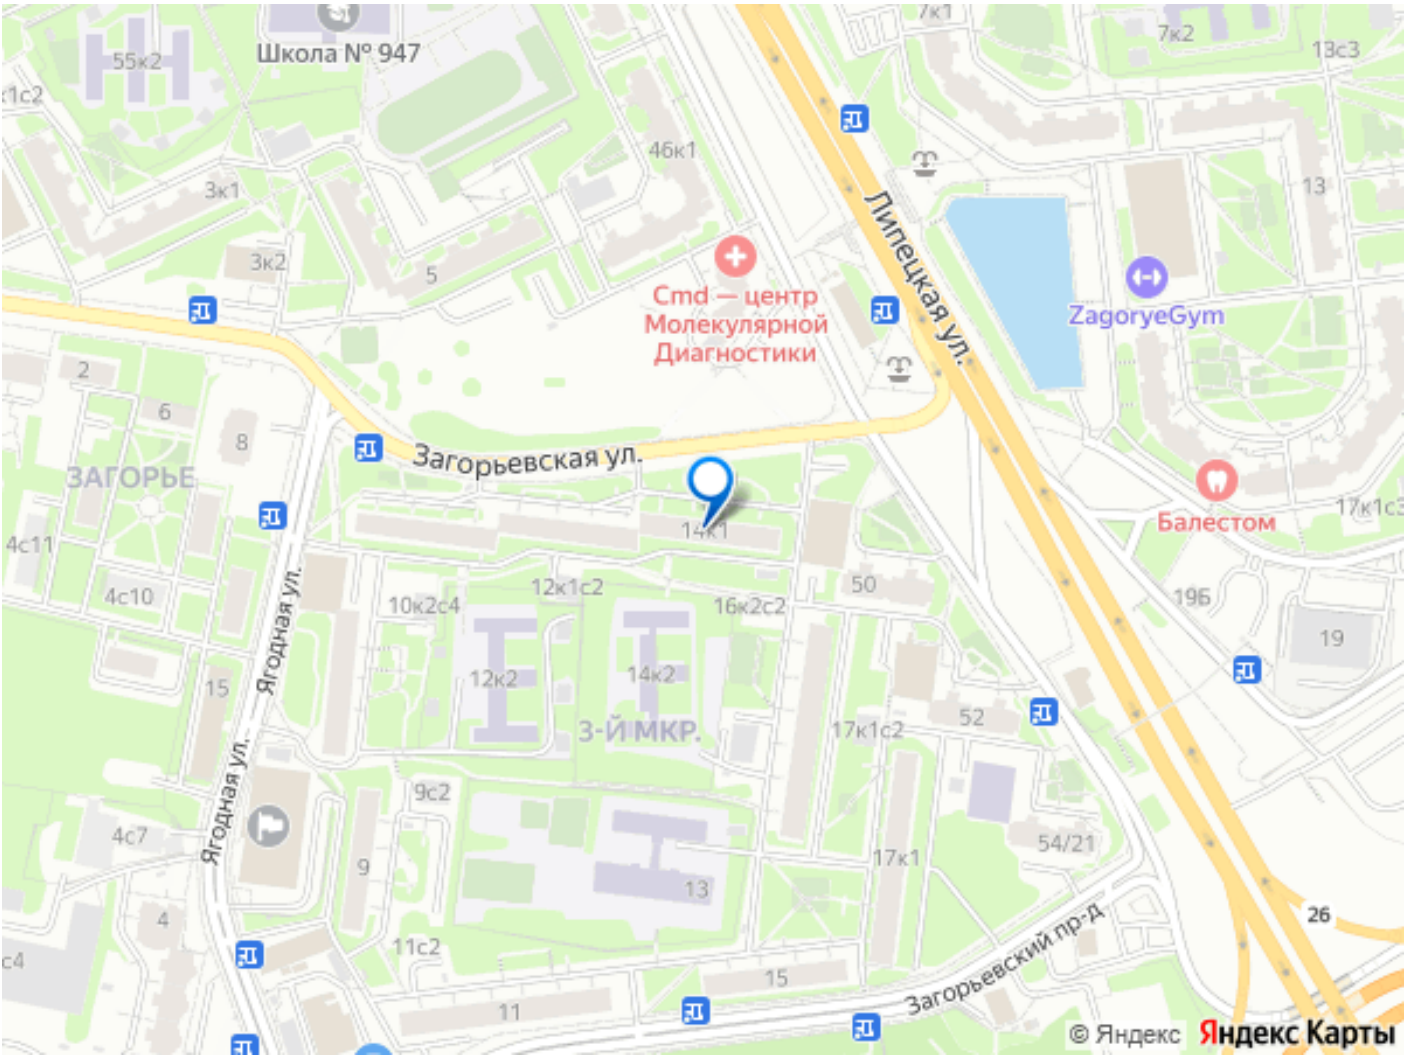 7к1
7к2
13с3
Школа № 947
55к2
к1с2
46к1
3к1
13
Липецкая ул.
3к2
5
Cmd — центр
Молекулярной
Диагностики
ZagoryeGym
2
6
8
ЗАГОРЬЕ
Загорьевская ул.
14к1
17к1с3
Балестом
4с11
4с10
Ягодная ул.
10к2с4
12к1с2
16к2с2
50
19Б
19
15
12к2
14к2
3-Й МКР.
17к1с2
52
Ягодная ул.
9с2
4с7
9
13
17к1
54/21
4
26
11с2
с4
15
11
Загорьевский пр-д
© Яндекс Яндекс Карты